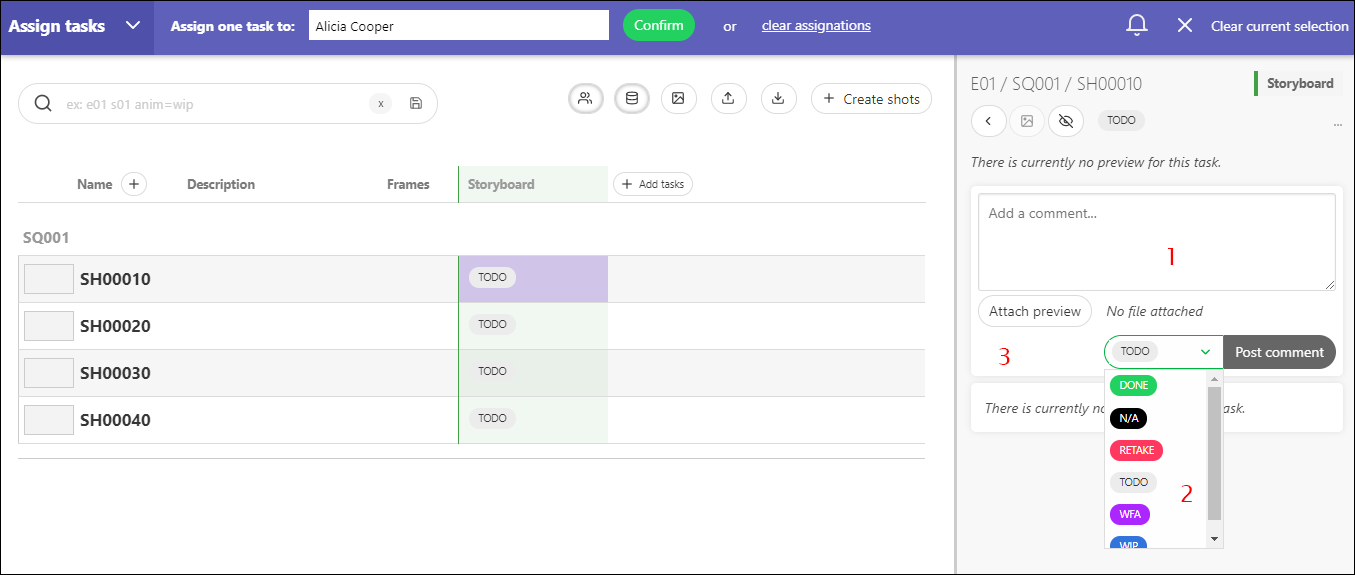 Assign tasks Assign one task to: Alicia Cooper Confirm or clear assignations Clear current selection
ex: e01 s01 anim=wip x
Create shots
Name Description Frames Storyboard Add tasks
SQ001
SH00010 TODO
SH00020 TODO
SH00030 TODO
SH00040 TODO
E01 / SQ001 / SH00010 Storyboard
TODO ...
There is currently no preview for this task.
Add a comment...
1
Attach preview No file attached
3 TODO Post comment
DONE
There is currently no ask.
N/A
RETAKE
TODO
2
WFA
WIP